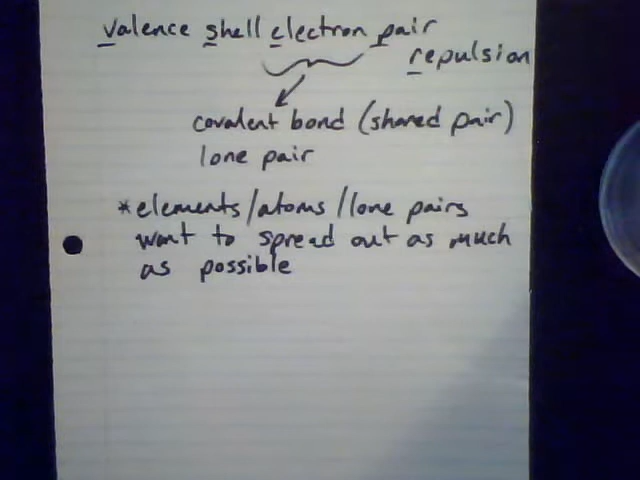 valence shell electron pair
repulsion
covalent bond (shared pair)
lone pair
*elements/atoms/lone pairs
want to spread out as much
as possible